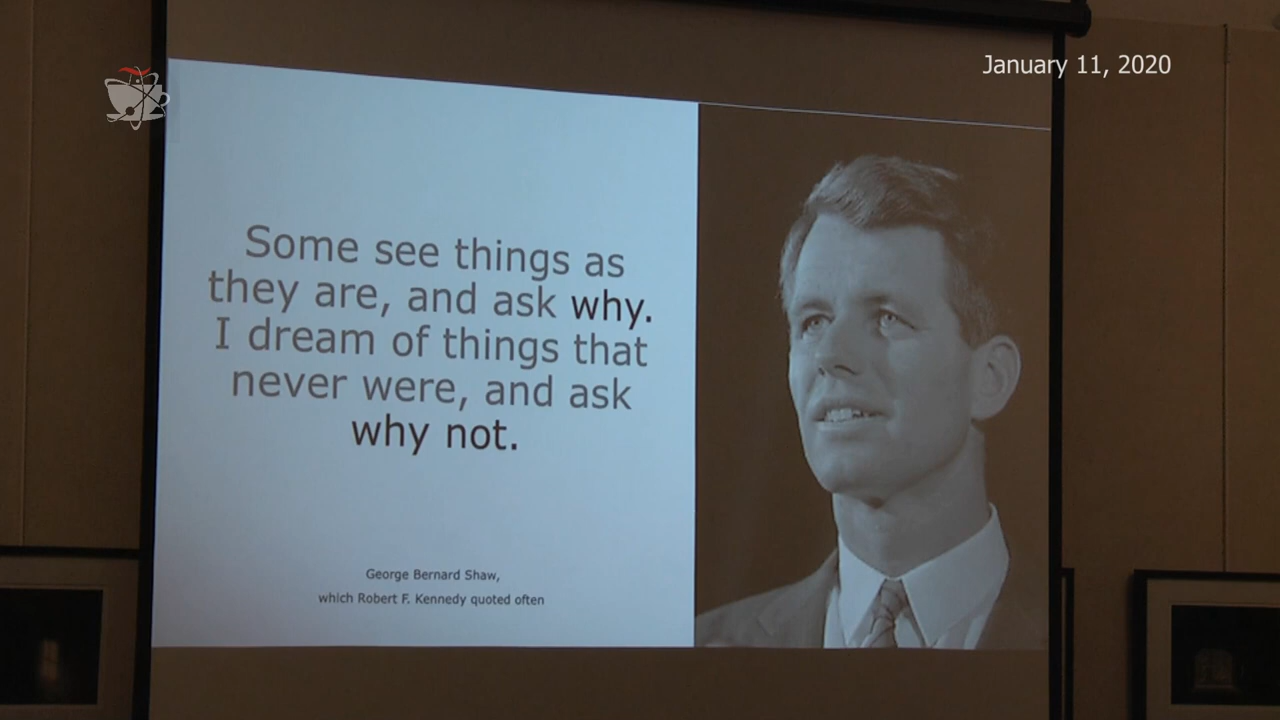 January 11, 2020
Some see things as
they are, and ask why.
I dream of things that
never were, and ask
why not.
George Bernard Shaw,
which Robert F. Kennedy quoted often